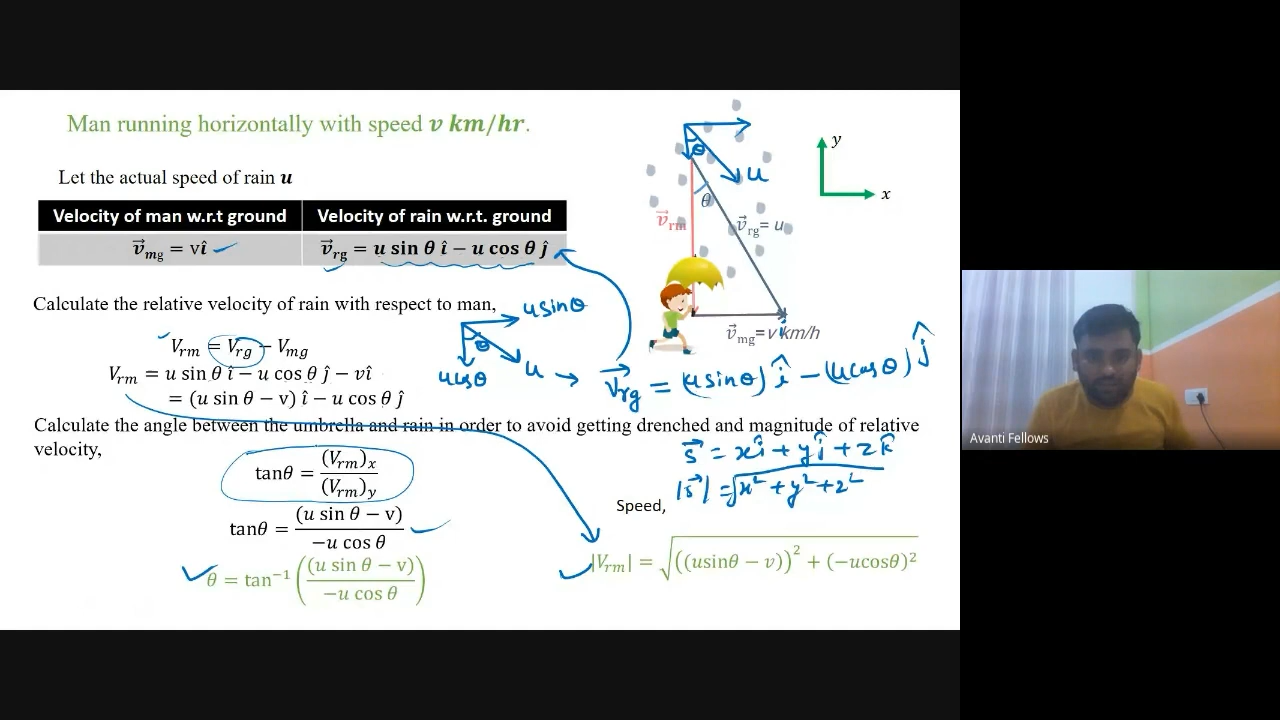 Man running horizontally with speed v km/hr.
Let the actual speed of rain u
Velocity of man w.r.t ground
Velocity of rain w.r.t. ground
v⃗mg = vî
v⃗rg = u sin θ î − u cos θ ĵ
Calculate the relative velocity of rain with respect to man,
Vrm = Vrg − Vmg
Vrm = u sin θ î − u cos θ ĵ − vî
= (u sin θ − v) î − u cos θ ĵ
usinθ
θ
ucosθ
u → v⃗rg = (usinθ) î − (ucosθ) ĵ
θ
u
θ
v⃗rm
v⃗rg= u
v⃗mg=v km/h
î
y
x
Calculate the angle between the umbrella and rain in order to avoid getting drenched and magnitude of relative
velocity,
tanθ = (Vrm)x / (Vrm)y
tanθ = (u sin θ − v) / −u cos θ
θ = tan⁻¹ ((u sin θ − v) / −u cos θ)
s⃗ = xî + yĵ + zk̂
|s⃗| = √x² + y² + z²
Speed,
|Vrm| = √((usinθ − v))² + (−ucosθ)²
Avanti Fellows